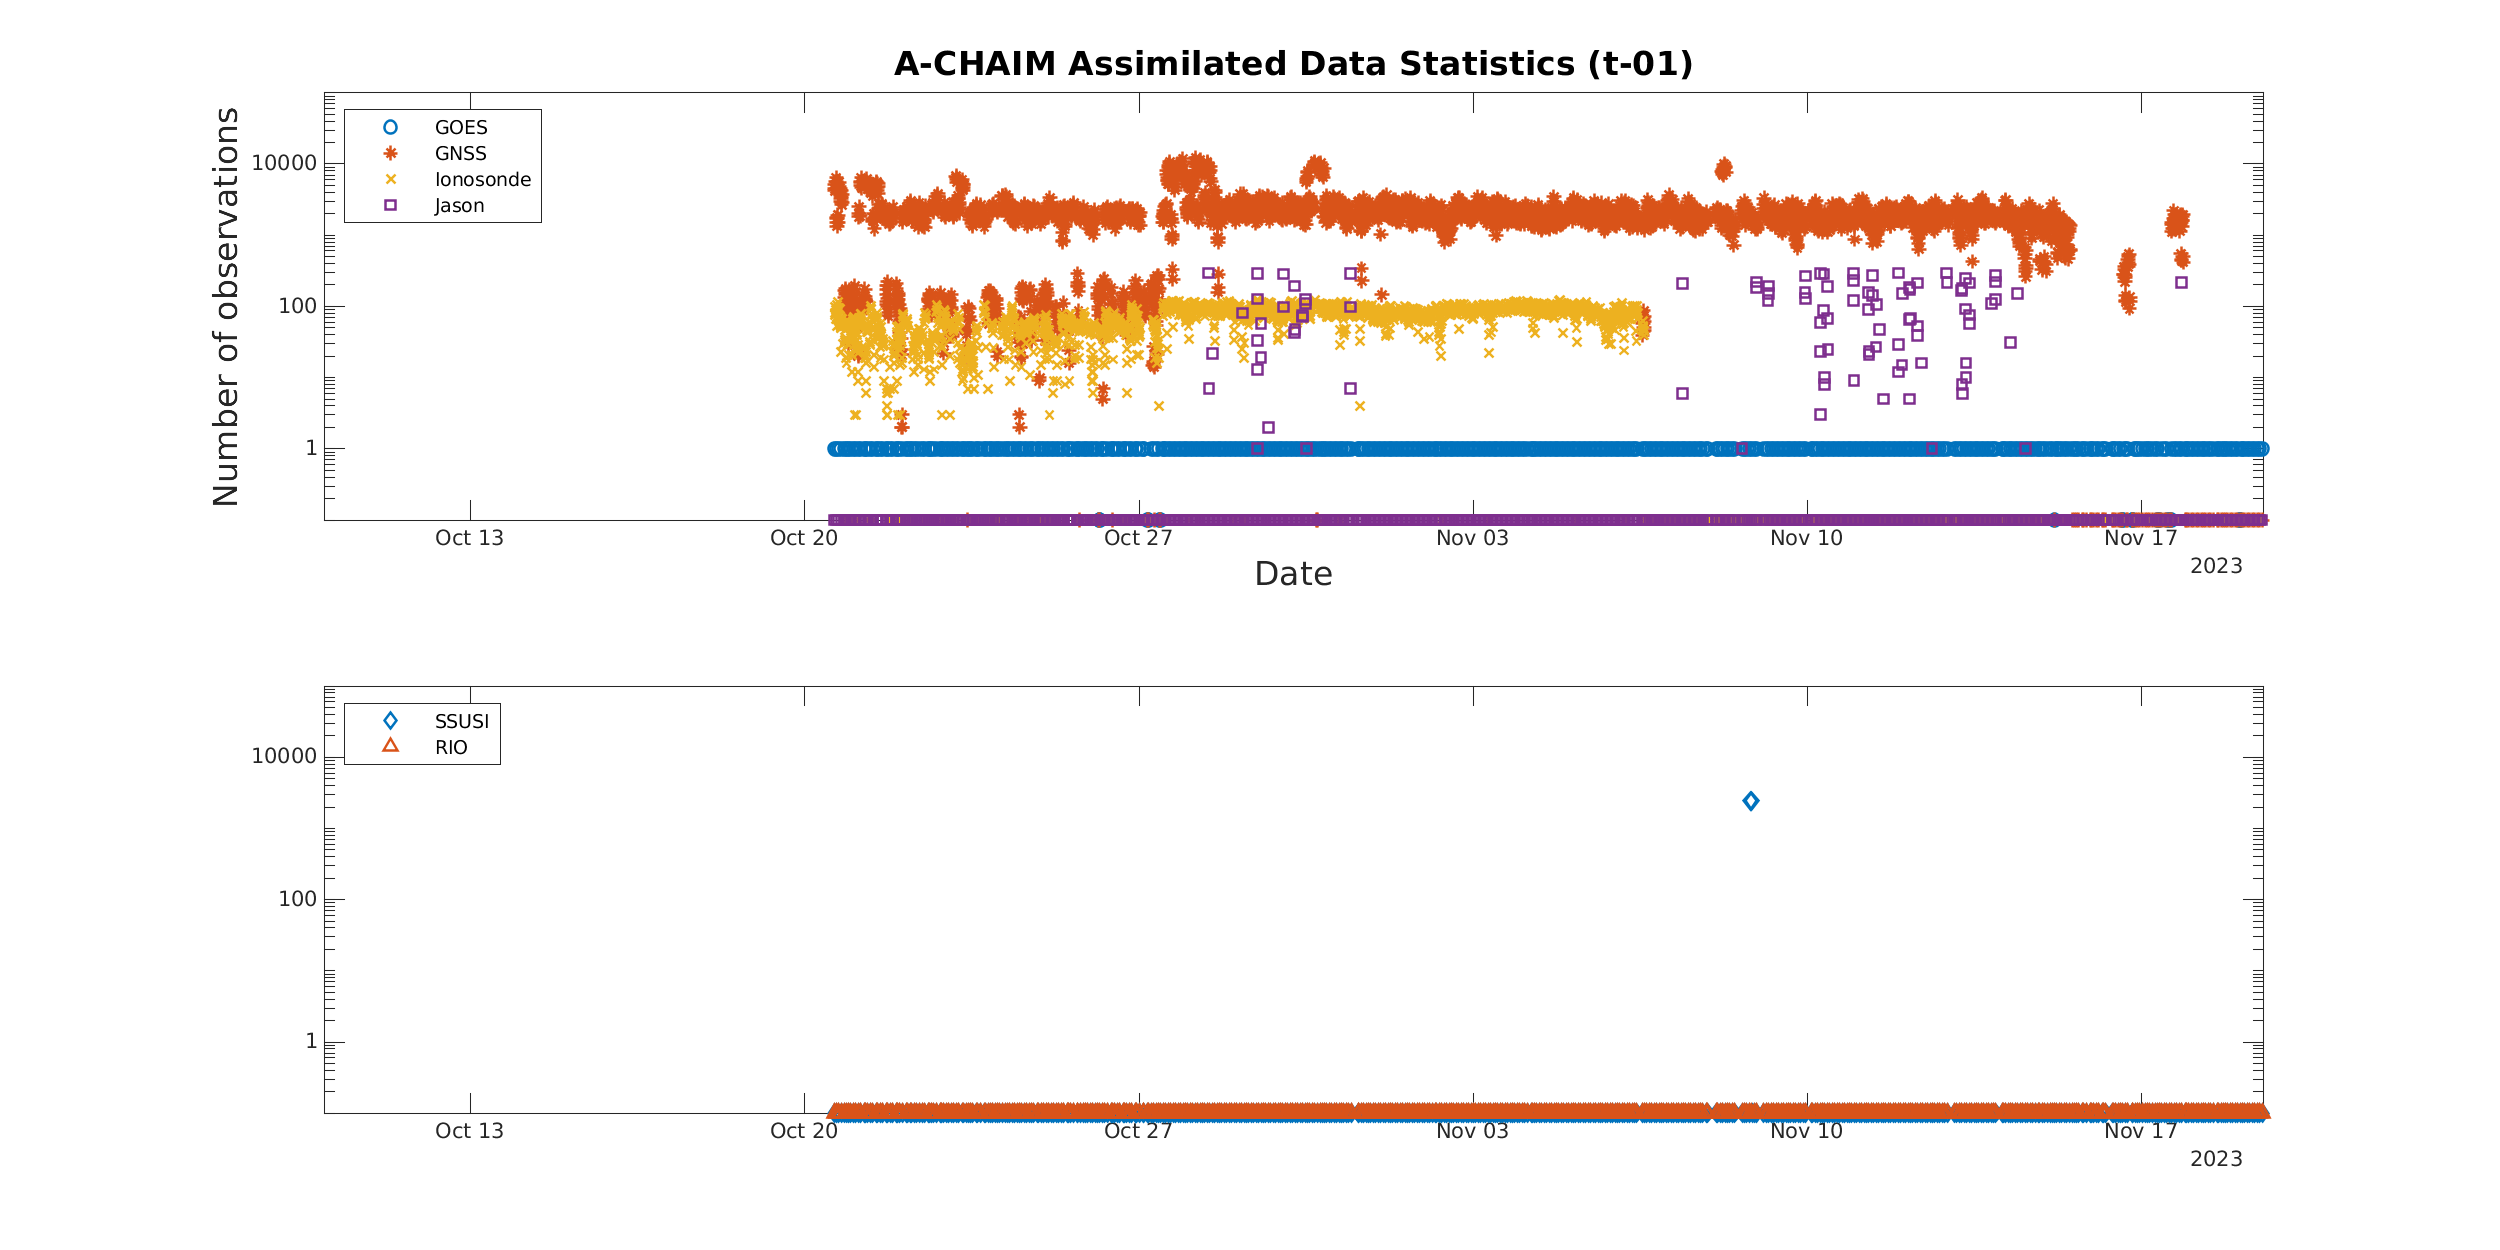 A-CHAIM Assimilated Data Statistics (t-01)
Number of observations
10000
100
1
GOES
GNSS
Ionosonde
Jason
Oct 13 Oct 20 Oct 27 Nov 03 Nov 10 Nov 17
2023
Date
10000
100
1
SSUSI
RIO
Oct 13 Oct 20 Oct 27 Nov 03 Nov 10 Nov 17
2023